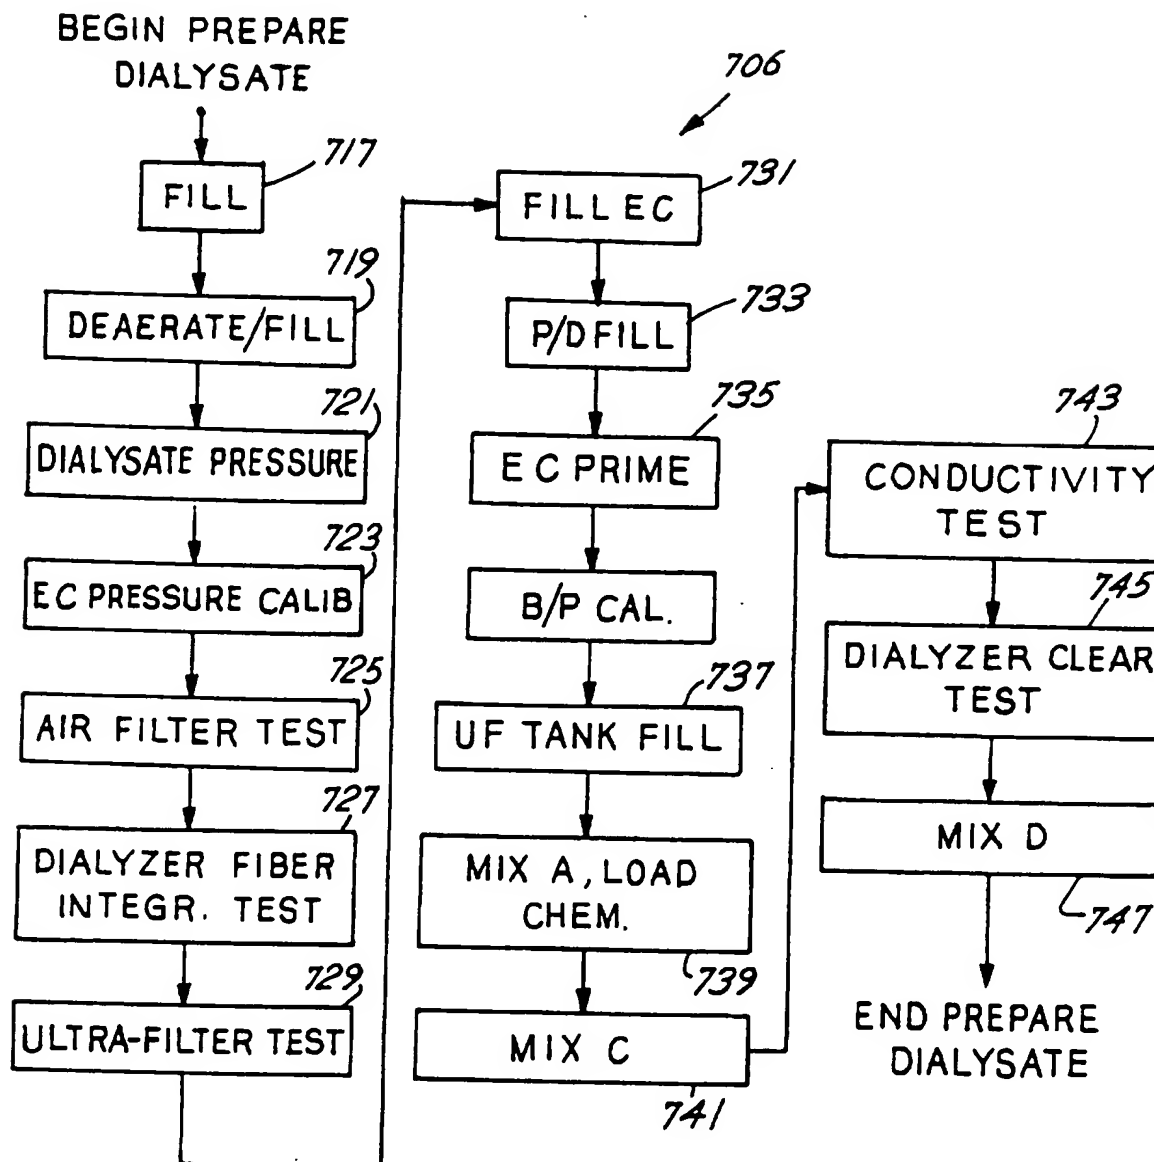 BEGIN PREPARE
DIALYSATE
717
FILL
719
DEAERATE/FILL
721
DIALYSATE PRESSURE
723
EC PRESSURE CALIB
725
AIR FILTER TEST
727
DIALYZER FIBER
INTEGR. TEST
729
ULTRA-FILTER TEST
706
731
FILL EC
733
P/D FILL
735
EC PRIME
B/P CAL.
737
UF TANK FILL
MIX A, LOAD
CHEM.
739
MIX C
741
743
CONDUCTIVITY
TEST
745
DIALYZER CLEAR
TEST
MIX D
747
END PREPARE
DIALYSATE